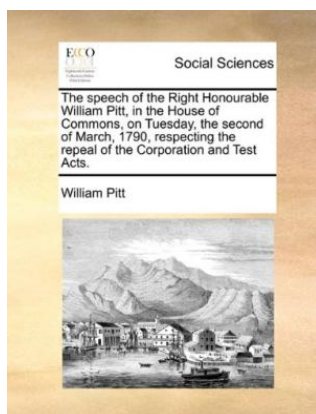 ECCO
Social Sciences
The speech of the Right Honourable
William Pitt, in the House of
Commons, on Tuesday, the second
of March, 1790, respecting the
repeal of the Corporation and Test
Acts.
William Pitt